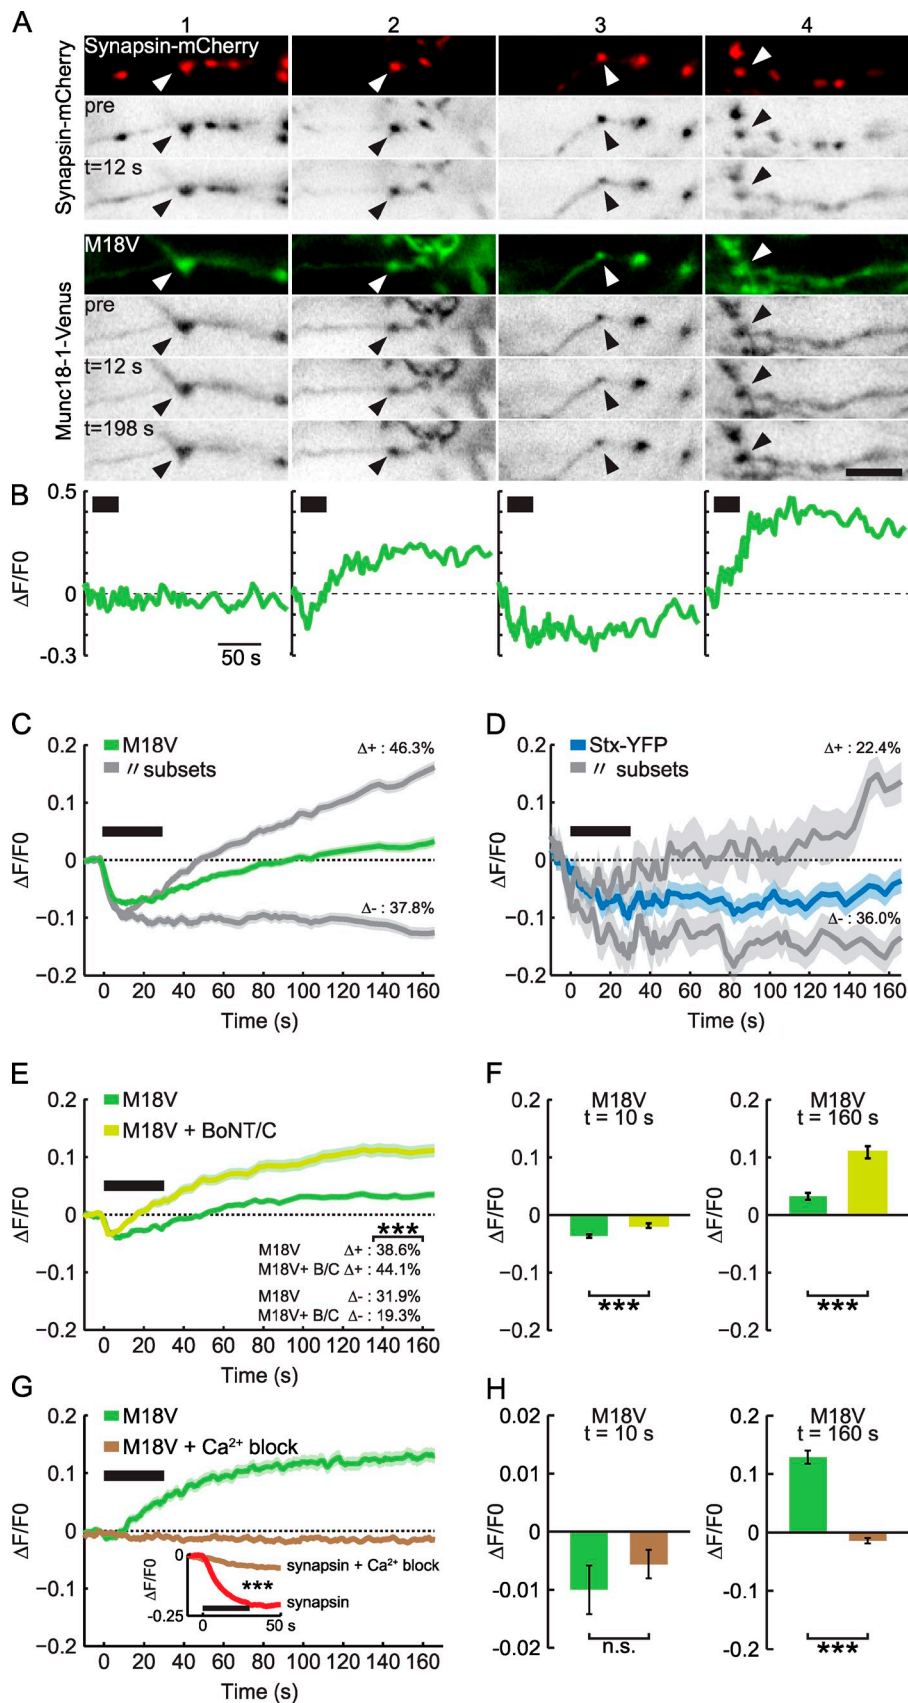 A
1 2 3 4
Synapsin-mCherry
Synapsin-mCherry
pre
t=12 s
Munc18-1-Venus
M18V
pre
t=12 s
t=198 s
B
0.5
0
-0.3
ΔF/F0
50 s
C
M18V
〃 subsets
Δ+ : 46.3%
Δ- : 37.8%
0.2
0.1
0
−0.1
−0.2
ΔF/F0
0 20 40 60 80 100 120 140 160
Time (s)
D
Stx-YFP
〃 subsets
Δ+ : 22.4%
Δ- : 36.0%
0.2
0.1
0
−0.1
−0.2
ΔF/F0
0 20 40 60 80 100 120 140 160
Time (s)
E
M18V
M18V + BoNT/C
0.2
0.1
0
−0.1
−0.2
ΔF/F0
***
M18V Δ+ : 38.6%
M18V+ B/C Δ+ : 44.1%
M18V Δ- : 31.9%
M18V+ B/C Δ- : 19.3%
0 20 40 60 80 100 120 140 160
Time (s)
F
M18V
t = 10 s
0.2
0.1
0
−0.1
−0.2
ΔF/F0
***
M18V
t = 160 s
0.2
0.1
0
−0.1
−0.2
ΔF/F0
***
G
M18V
M18V + Ca²⁺ block
0.2
0.1
0
−0.1
−0.2
ΔF/F0
0
-0.25
ΔF/F0
synapsin + Ca²⁺ block
***
synapsin
0 50 s
0 20 40 60 80 100 120 140 160
Time (s)
H
M18V
t = 10 s
0.02
0.01
0
−0.01
−0.02
ΔF/F0
n.s.
M18V
t = 160 s
0.2
0.1
0
-0.1
-0.2
ΔF/F0
***